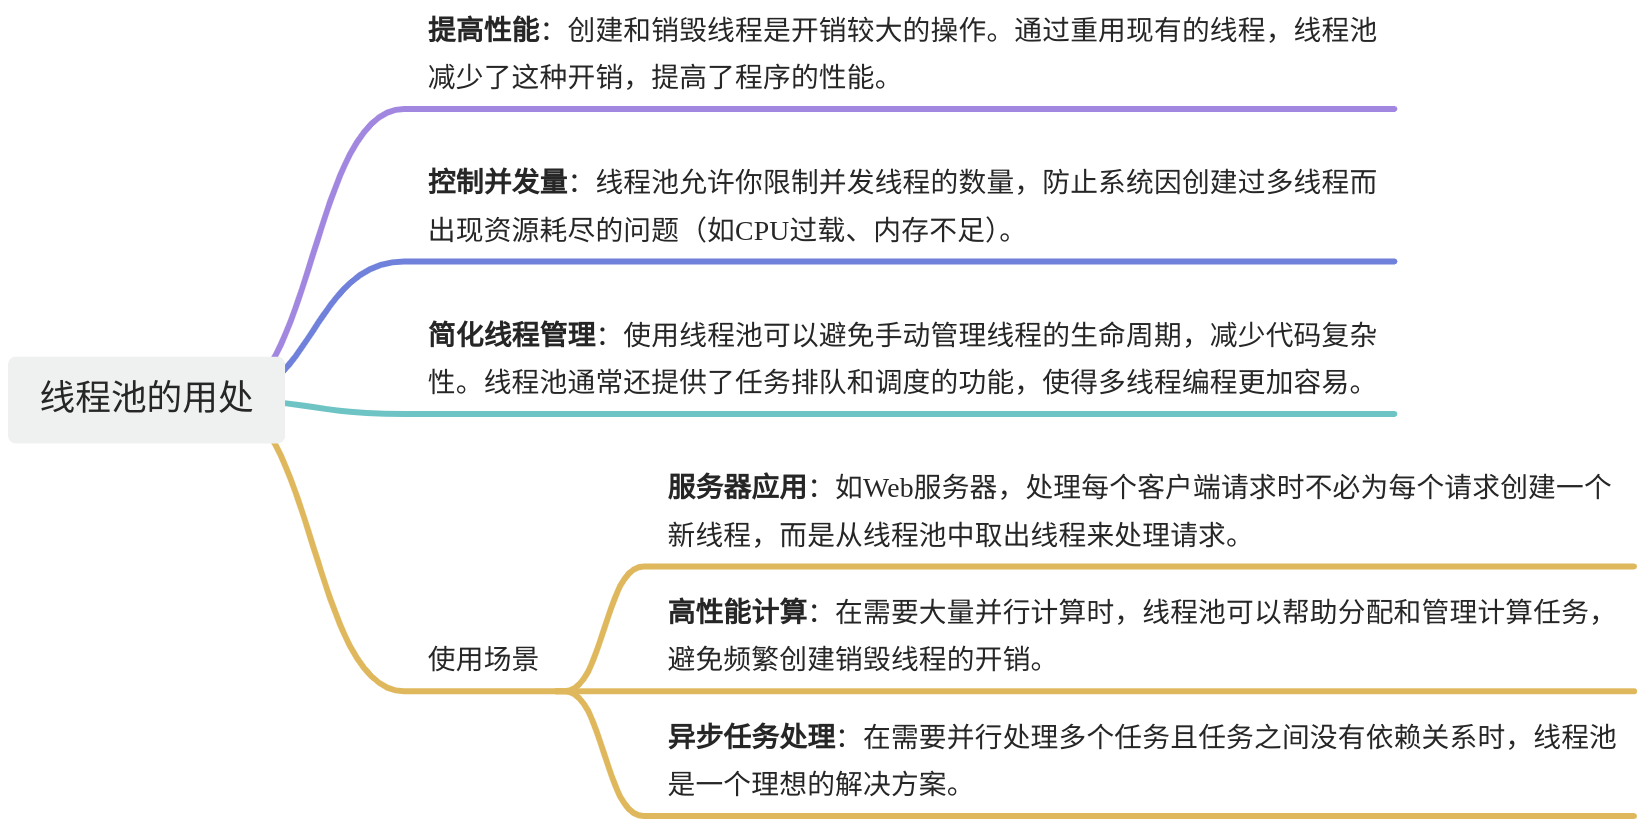 线程池的用处
提高性能：创建和销毁线程是开销较大的操作。通过重用现有的线程，线程池
减少了这种开销，提高了程序的性能。
控制并发量：线程池允许你限制并发线程的数量，防止系统因创建过多线程而
出现资源耗尽的问题（如CPU过载、内存不足）。
简化线程管理：使用线程池可以避免手动管理线程的生命周期，减少代码复杂
性。线程池通常还提供了任务排队和调度的功能，使得多线程编程更加容易。
使用场景
服务器应用：如Web服务器，处理每个客户端请求时不必为每个请求创建一个
新线程，而是从线程池中取出线程来处理请求。
高性能计算：在需要大量并行计算时，线程池可以帮助分配和管理计算任务，
避免频繁创建销毁线程的开销。
异步任务处理：在需要并行处理多个任务且任务之间没有依赖关系时，线程池
是一个理想的解决方案。